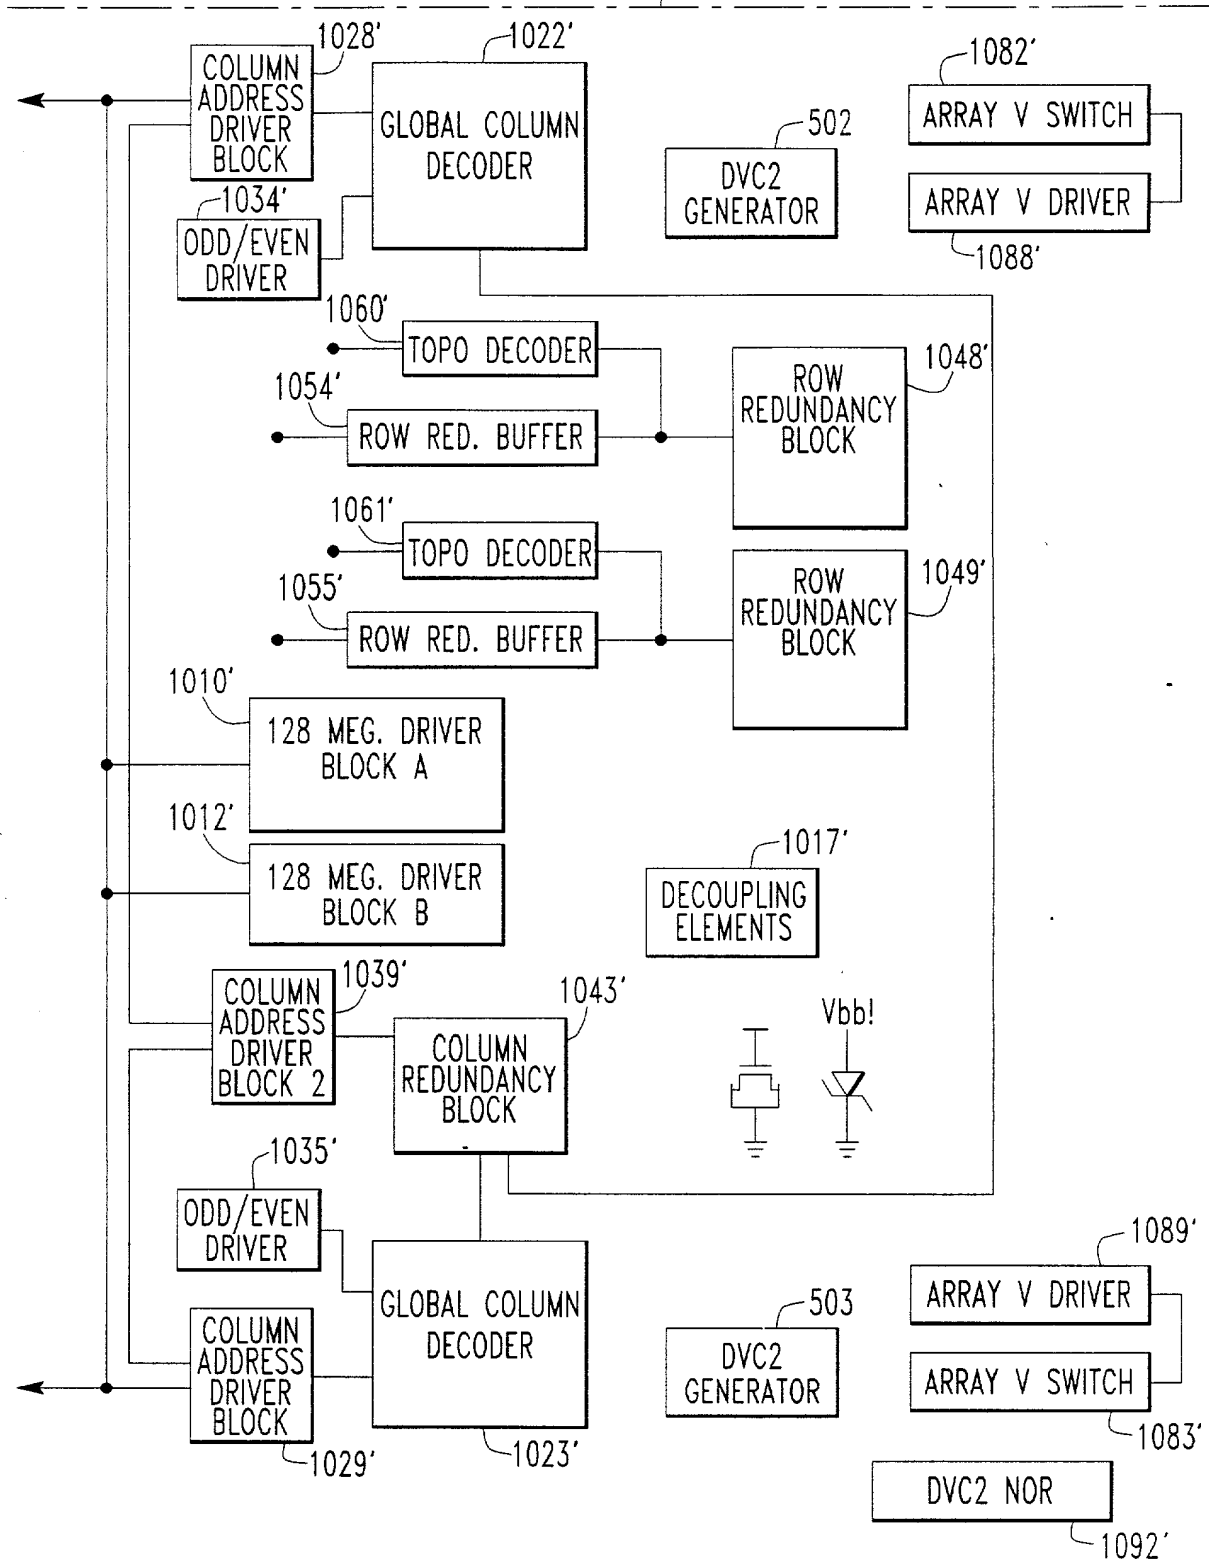 1028'
COLUMN
ADDRESS
DRIVER
BLOCK
1022'
GLOBAL COLUMN
DECODER
1082'
ARRAY V SWITCH
502
DVC2
GENERATOR
ARRAY V DRIVER
1088'
1034'
ODD/EVEN
DRIVER
1060'
TOPO DECODER
1048'
ROW
REDUNDANCY
BLOCK
1054'
ROW RED. BUFFER
1061'
TOPO DECODER
1049'
ROW
REDUNDANCY
BLOCK
1055'
ROW RED. BUFFER
1010'
128 MEG. DRIVER
BLOCK A
1012'
128 MEG. DRIVER
BLOCK B
1017'
DECOUPLING
ELEMENTS
1039'
COLUMN
ADDRESS
DRIVER
BLOCK 2
1043'
COLUMN
REDUNDANCY
BLOCK
Vbb!
1035'
ODD/EVEN
DRIVER
GLOBAL COLUMN
DECODER
1023'
COLUMN
ADDRESS
DRIVER
BLOCK
1029'
503
DVC2
GENERATOR
1089'
ARRAY V DRIVER
ARRAY V SWITCH
1083'
DVC2 NOR
1092'